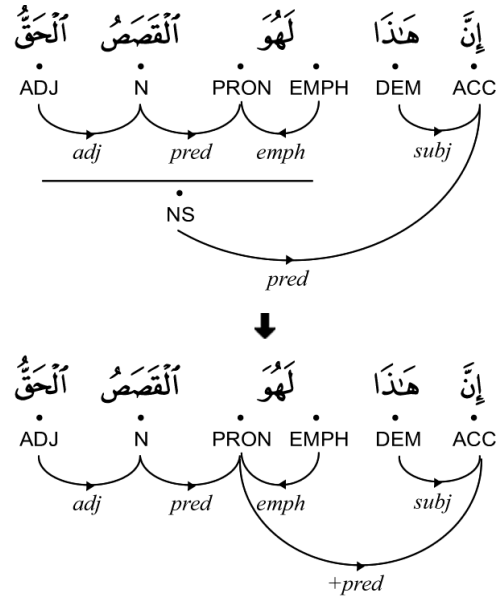 إِنَّ هَـٰذَا لَهُوَ ٱلْقَصَصُ ٱلْحَقُّ
ADJ N PRON EMPH DEM ACC
adj pred emph subj
NS
pred
إِنَّ هَـٰذَا لَهُوَ ٱلْقَصَصُ ٱلْحَقُّ
ADJ N PRON EMPH DEM ACC
adj pred emph subj
+pred